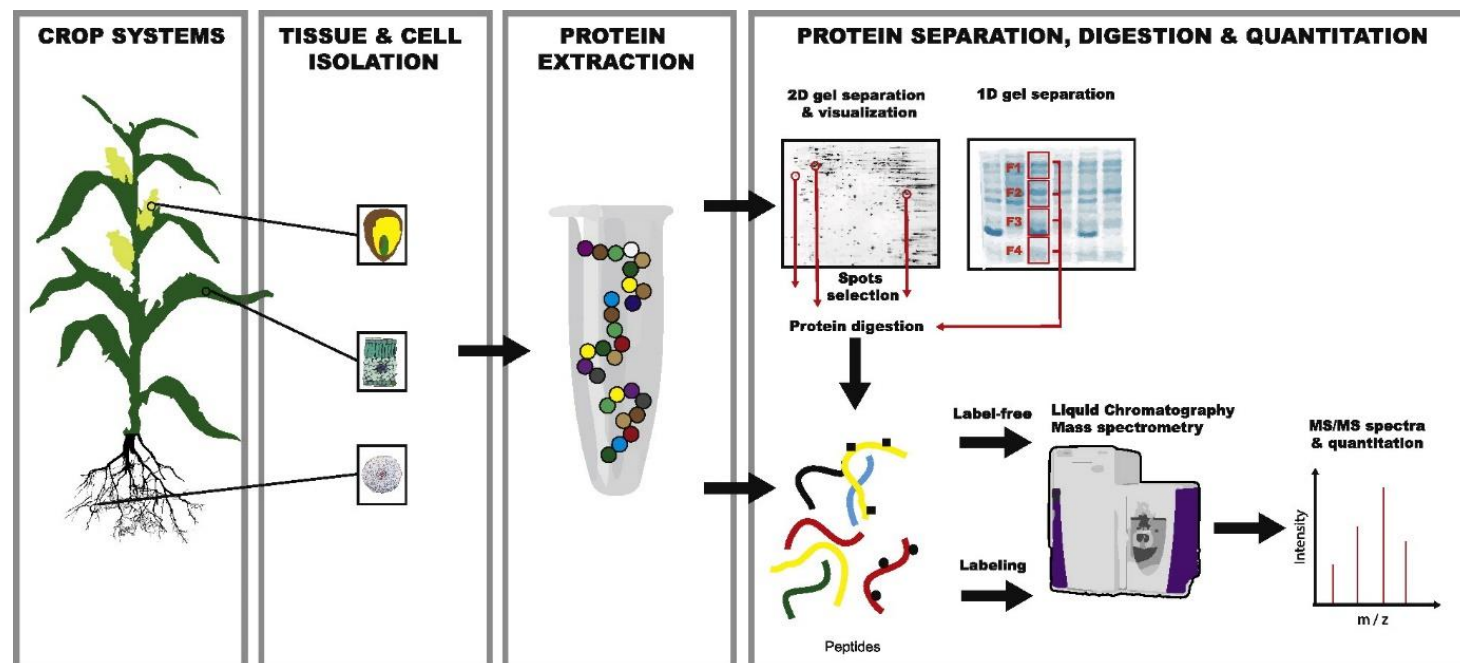 CROP SYSTEMS
TISSUE & CELL
ISOLATION
PROTEIN
EXTRACTION
PROTEIN SEPARATION, DIGESTION & QUANTITATION
2D gel separation
& visualization
1D gel separation
F1
F2
F3
F4
Spots
selection
Protein digestion
Label-free
Liquid Chromatography
Mass spectrometry
MS/MS spectra
& quantitation
Intensity
m / z
Labeling
Peptides